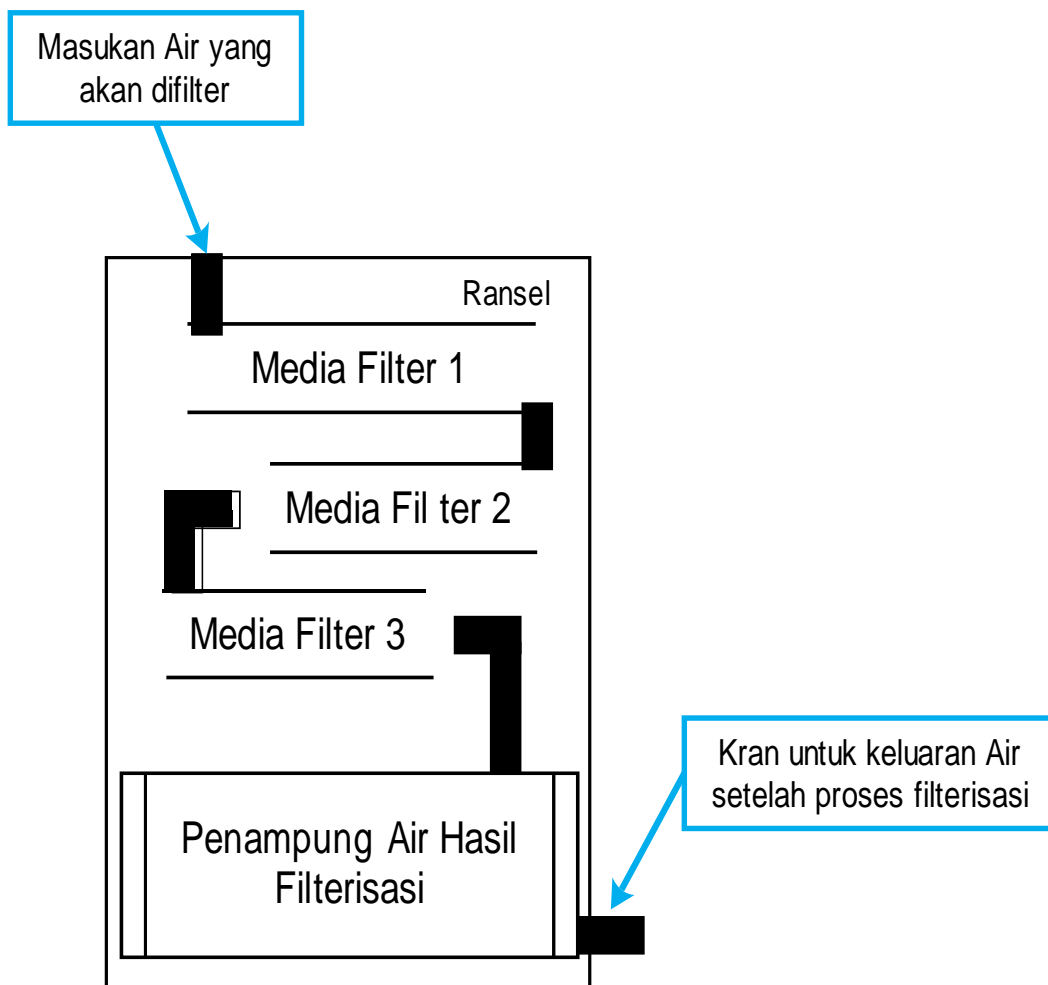 Masukan Air yang
akan difilter
Ransel
Media Filter 1
Media Fil ter 2
Media Filter 3
Kran untuk keluaran Air
setelah proses filterisasi
Penampung Air Hasil
Filterisasi